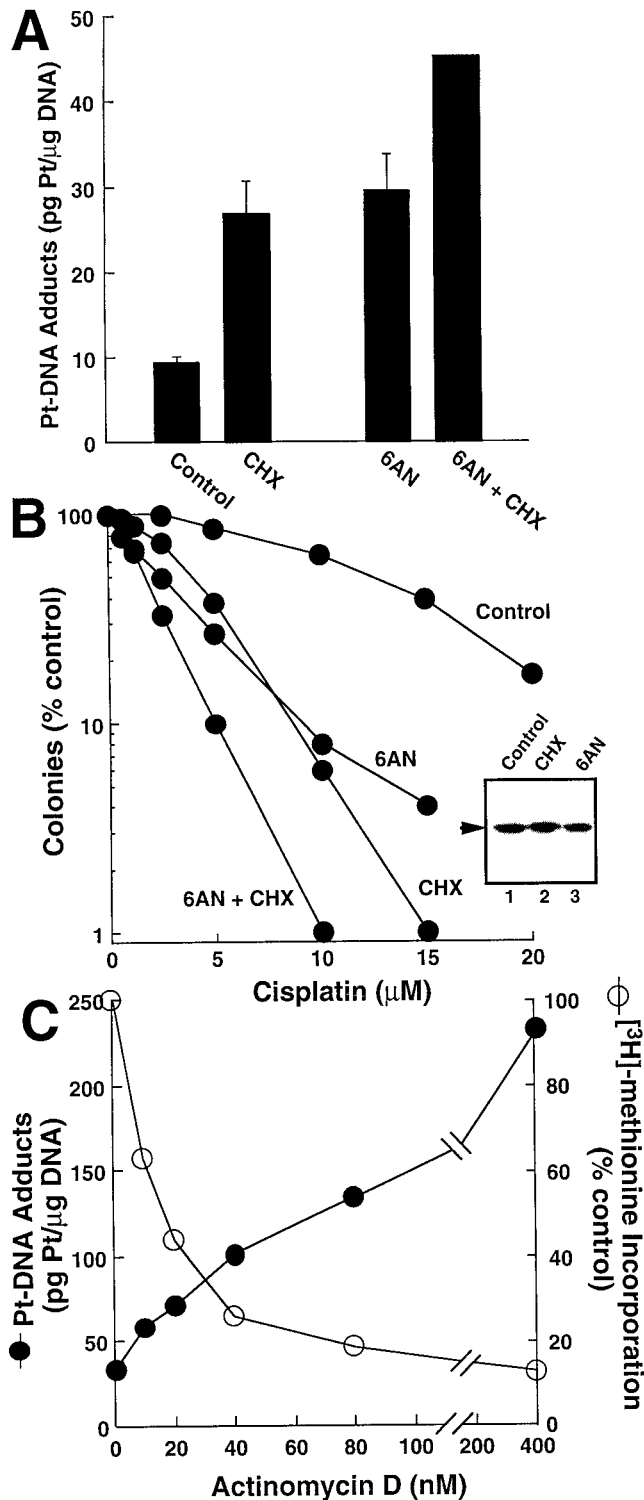 A
Pt-DNA Adducts (pg Pt/µg DNA)
50
40
30
20
10
0
Control
CHX
6AN
6AN + CHX
B
Colonies (% control)
100
10
1
Control
6AN
CHX
6AN + CHX
Control
CHX
6AN
1 2 3
0 5 10 15 20
Cisplatin (µM)
C
Pt-DNA Adducts
(pg Pt/µg DNA)
250
200
150
100
50
0
100
80
60
40
20
0
[³H]-methionine Incorporation
(% control)
0 20 40 60 80 100 200 400
Actinomycin D (nM)